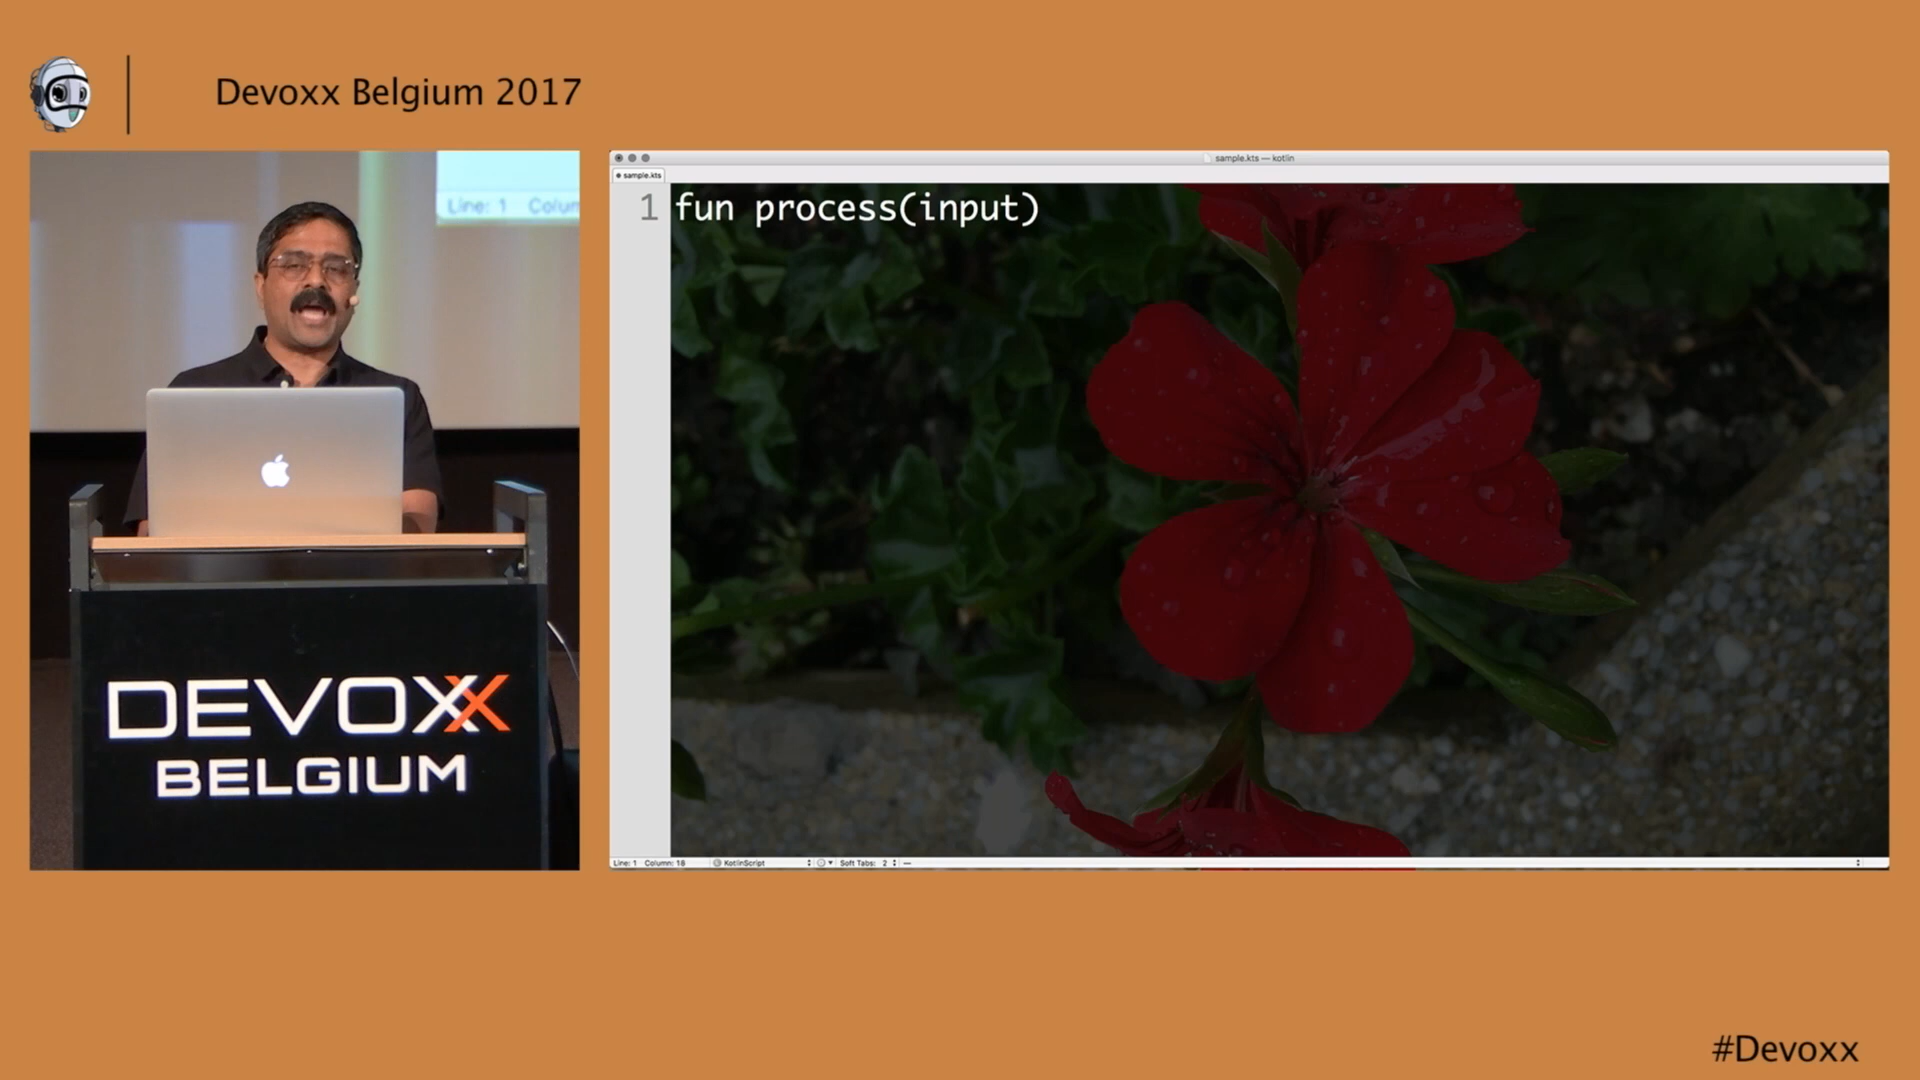 Devoxx Belgium 2017
Line: 1 Colum
DEVOXX
BELGIUM
sample.kts — kotlin
sample.kts
1 fun process(input)
Line: 1 Column: 18 KotlinScript Soft Tabs: 2
#Devoxx